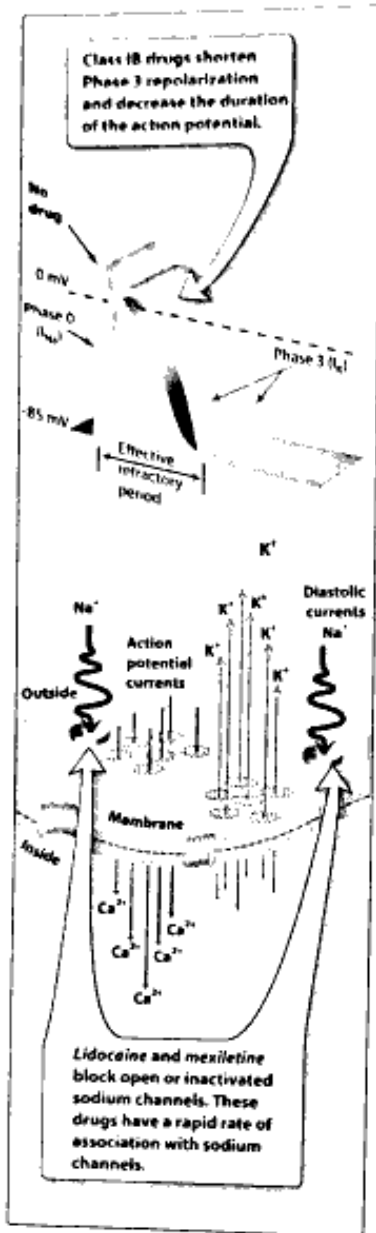 Class IB drugs shorten
Phase 3 repolarization
and decrease the duration
of the action potential.
No
drug
0 mV
Phase 0
(I_Na)
Phase 3 (I_K)
-85 mV
Effective
refractory
period
K⁺
Diastolic
currents
Na⁺
Na⁺
K⁺
K⁺
K⁺
K⁺
K⁺
Action
potential
currents
Outside
Membrane
Inside
Ca²⁺
Ca²⁺
Ca²⁺
Ca²⁺
Ca²⁺
Lidocaine and mexiletine
block open or inactivated
sodium channels. These
drugs have a rapid rate of
association with sodium
channels.